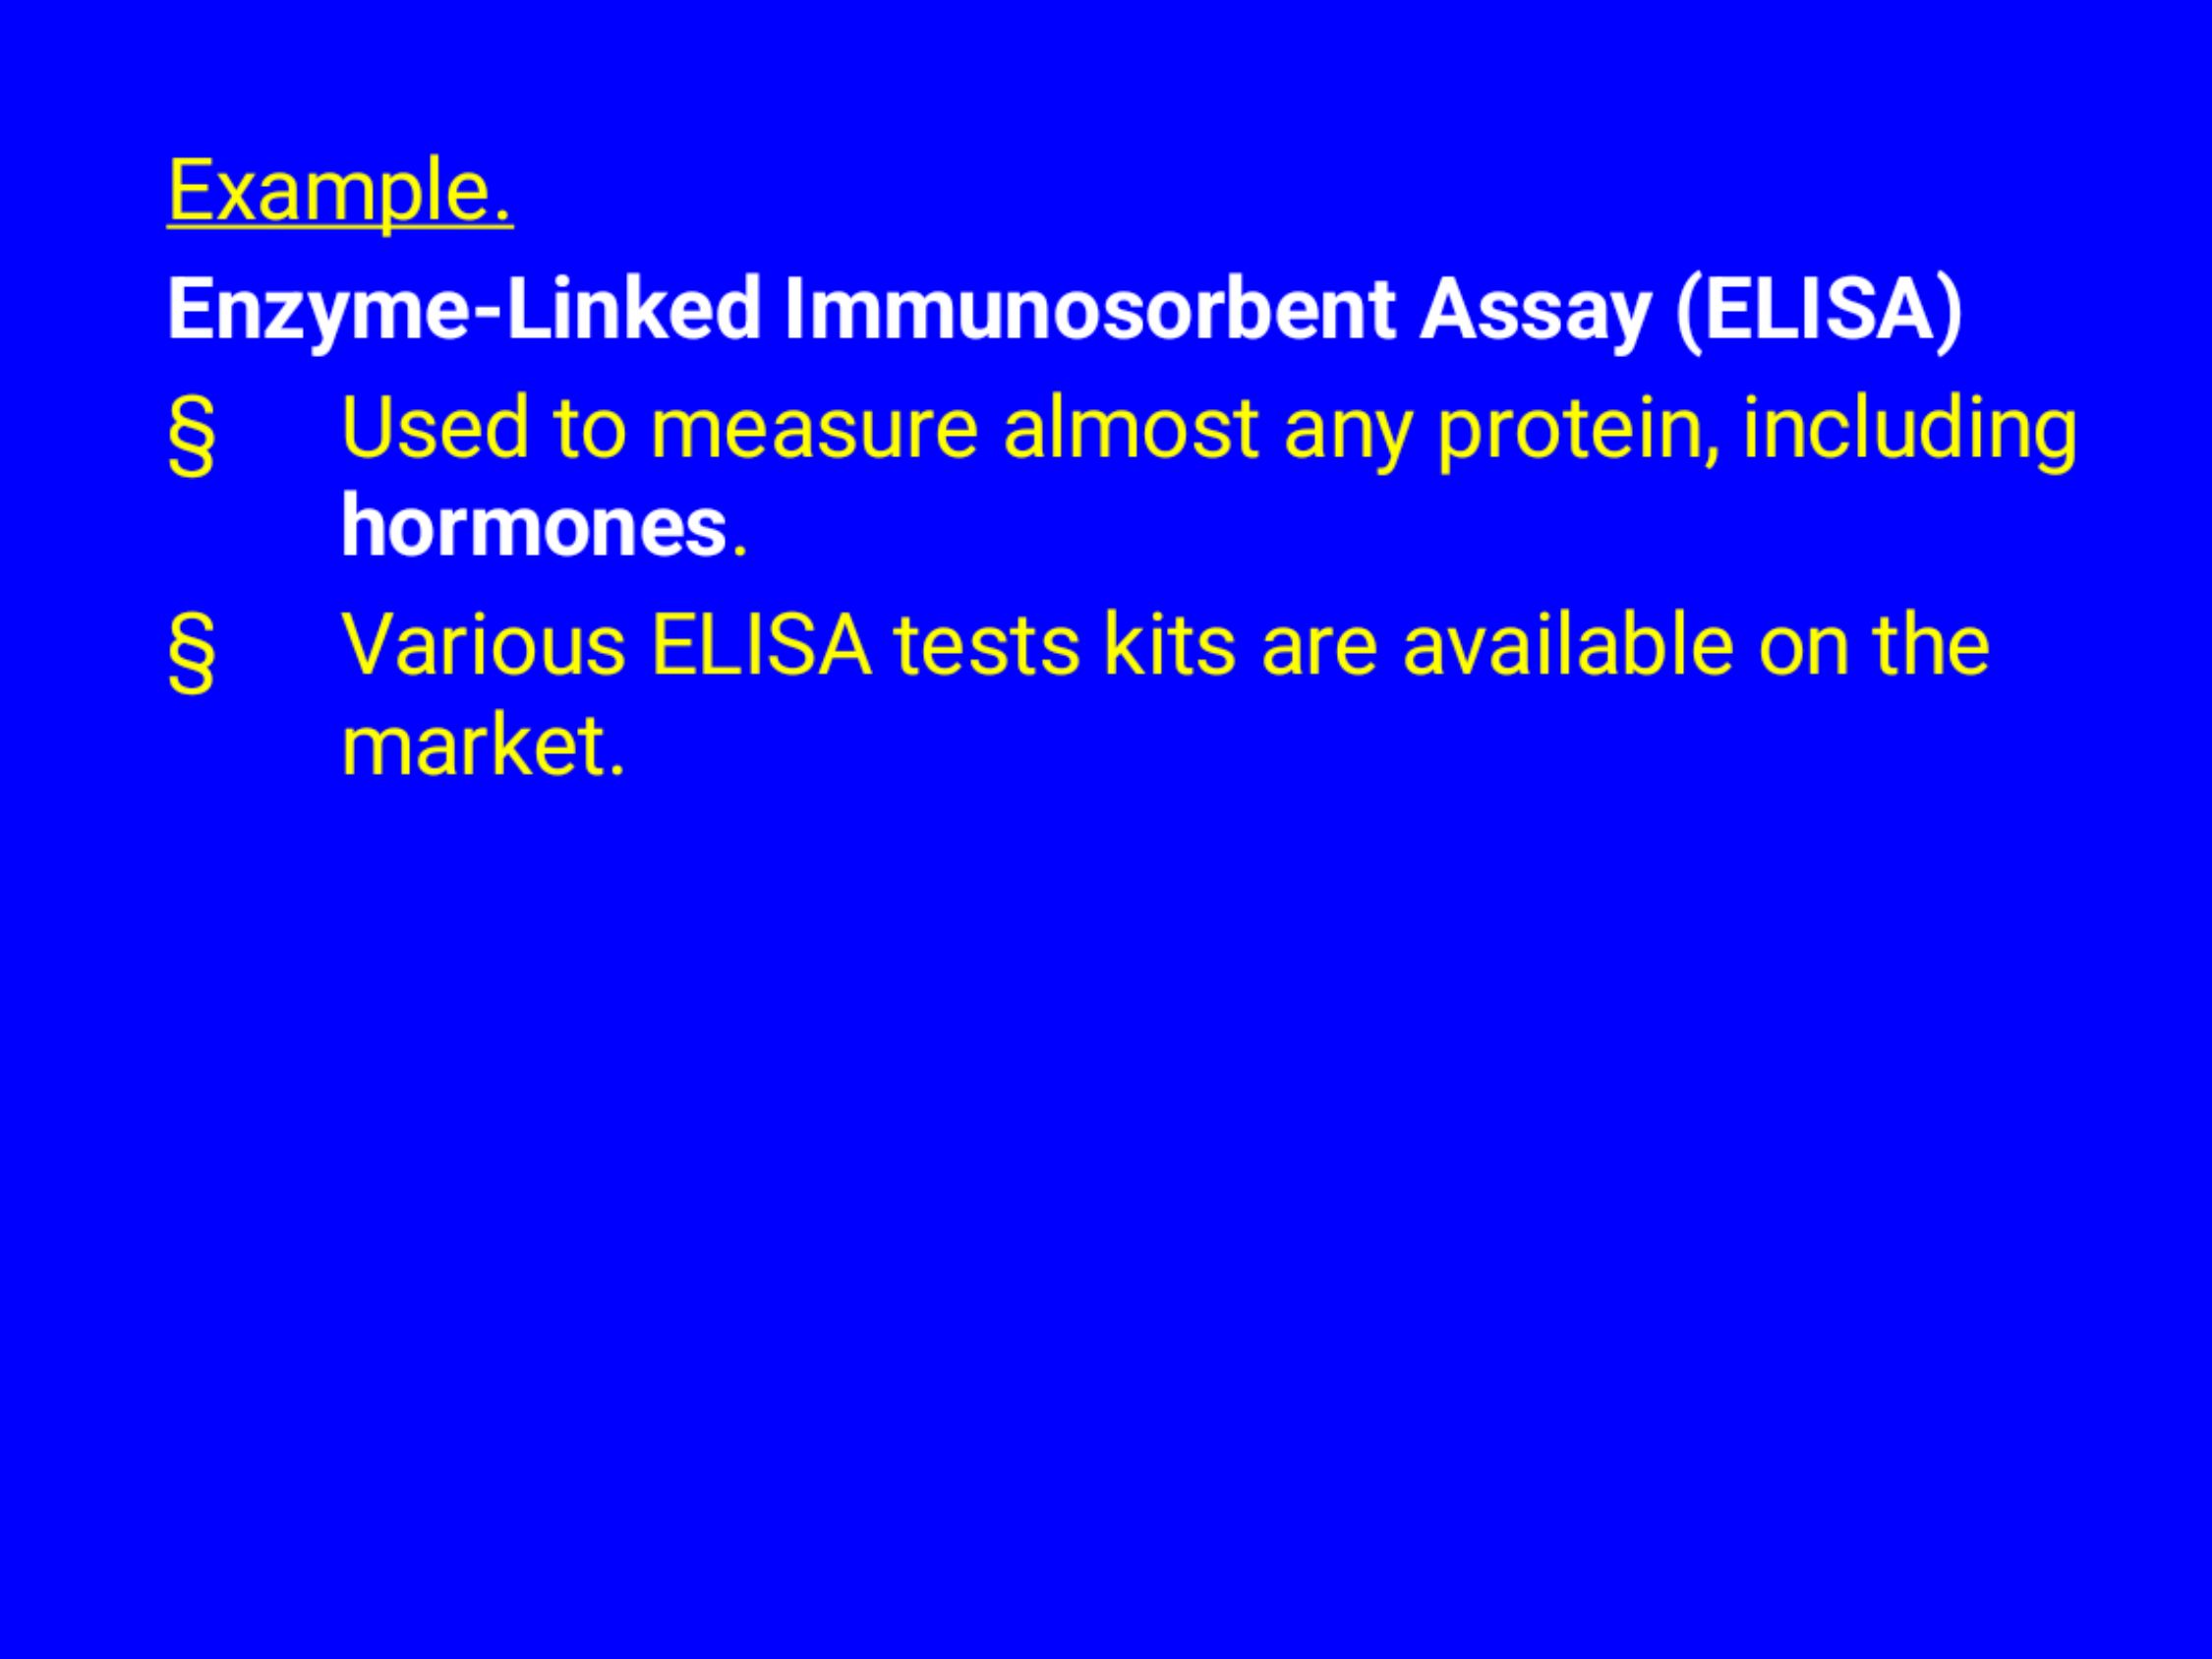 Example.
Enzyme-Linked Immunosorbent Assay (ELISA)
§ Used to measure almost any protein, including
hormones.
§ Various ELISA tests kits are available on the
market.